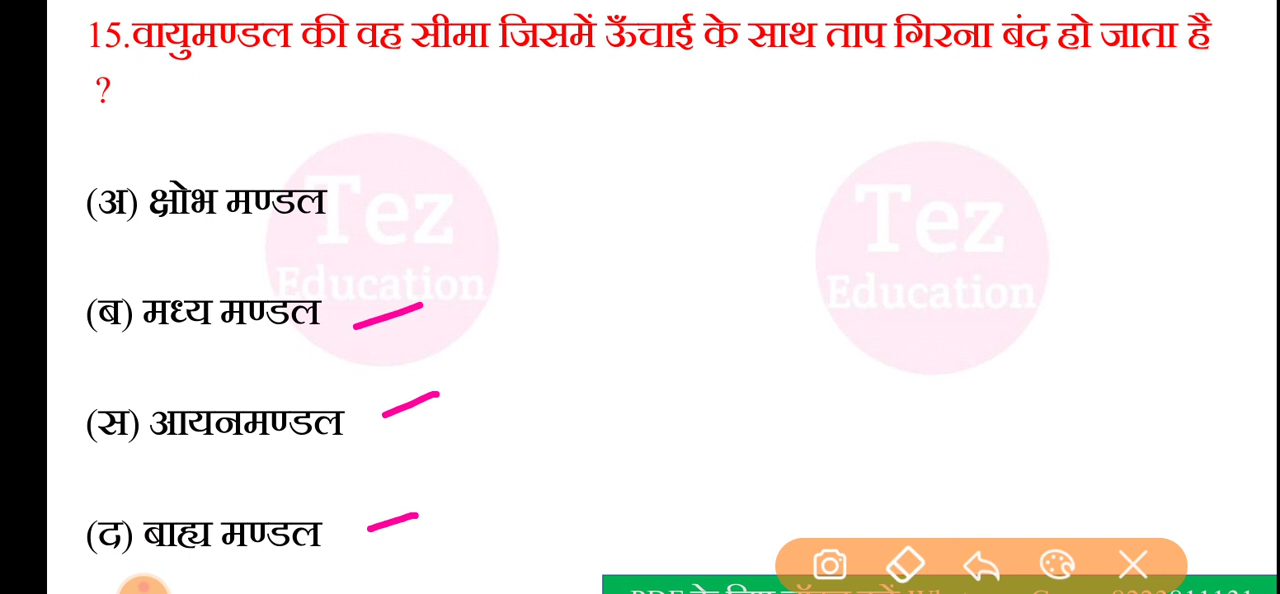 15.वायुमण्डल की वह सीमा जिसमें ऊँचाई के साथ ताप गिरना बंद हो जाता है
?
(अ) क्षोभ मण्डल
(ब) मध्य मण्डल
(स) आयनमण्डल
(द) बाह्य मण्डल
Tez
Education
Tez
Education